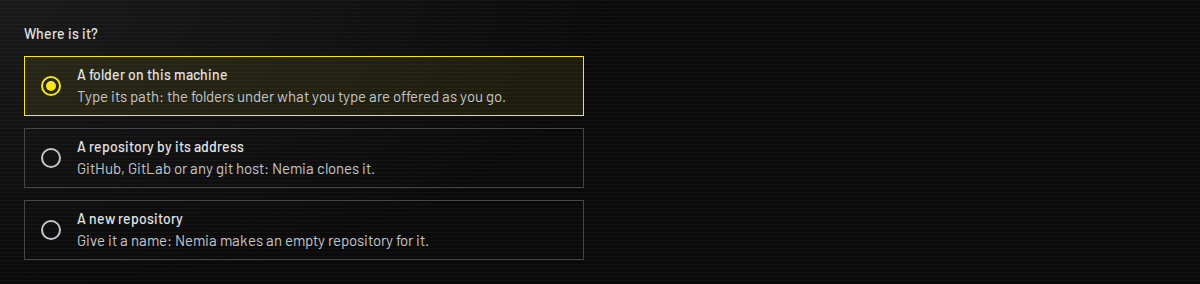 Where is it?
A folder on this machine
Type its path: the folders under what you type are offered as you go.
A repository by its address
GitHub, GitLab or any git host: Nemia clones it.
A new repository
Give it a name: Nemia makes an empty repository for it.